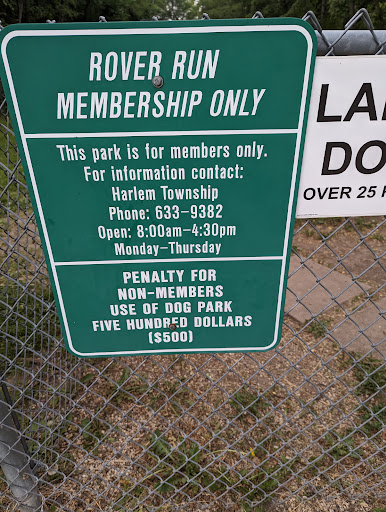 ROVER RUN
MEMBERSHIP ONLY
This park is for members only.
For information contact:
Harlem Township
Phone: 633-9382
Open: 8:00am-4:30pm
Monday-Thursday
PENALTY FOR
NON-MEMBERS
USE OF DOG PARK
FIVE HUNDRED DOLLARS
($500)
DO
OVER 25